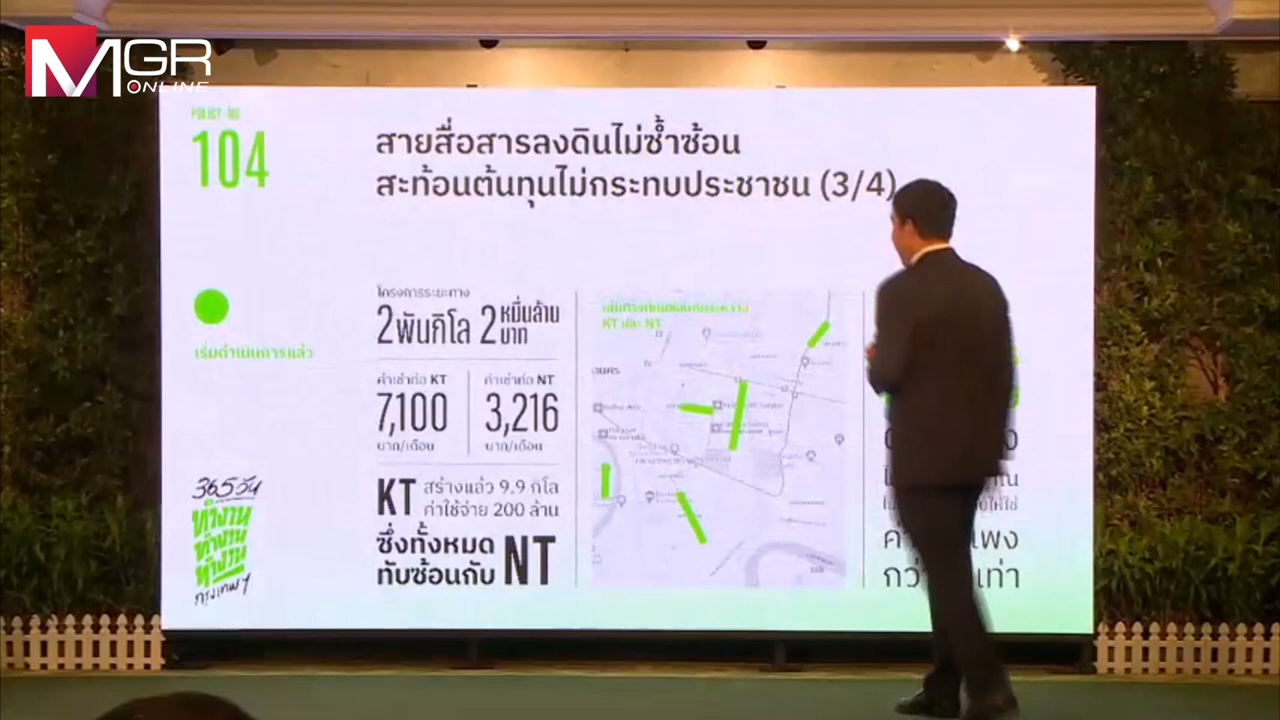 MGR
ONLINE
POLICY NO
104
สายสื่อสารลงดินไม่ซ้ำซ้อน
สะท้อนต้นทุนไม่กระทบประชาชน (3/4)
เริ่มดำเนินการแล้ว
365วัน
ทำงาน
ทำงาน
ทำงาน
กรุงเทพฯ
โครงการระยะทาง
2พันกิโล 2หมื่นล้านบาท
ค่าเช่าท่อ KT
7,100
บาท/เดือน
ค่าเช่าท่อ NT
3,216
บาท/เดือน
KT สร้างแล้ว 9.9 กิโล
ค่าใช้จ่าย 200 ล้าน
ซึ่งทั้งหมด
ทับซ้อนกับ NT
KT และ NT
กว่า
เท่า